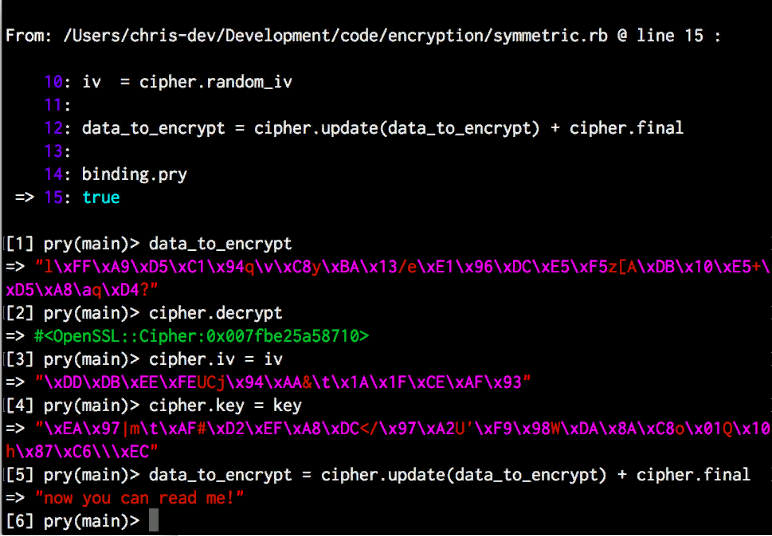 From: /Users/chris-dev/Development/code/encryption/symmetric.rb @ line 15 :
10: iv  = cipher.random_iv
11:
12: data_to_encrypt = cipher.update(data_to_encrypt) + cipher.final
13:
14: binding.pry
=> 15: true
[1] pry(main)> data_to_encrypt
=> "l\xFF\xA9\xD5\xC1\x94q\v\xC8y\xBA\x13/e\xE1\x96\xDC\xE5\xF5z[A\xDB\x10\xE5+\
xD5\xA8\aq\xD4?"
[2] pry(main)> cipher.decrypt
=> #<OpenSSL::Cipher:0x007fbe25a58710>
[3] pry(main)> cipher.iv = iv
=> "\xDD\xDB\xEE\xFEUCj\x94\xAA&\t\x1A\x1F\xCE\xAF\x93"
[4] pry(main)> cipher.key = key
=> "\xEA\x97|m\t\xAF#\xD2\xEF\xA8\xDC</\x97\xA2U'\xF9\x98W\xDA\x8A\xC8o\x01Q\x10
h\x87\xC6\\\xEC"
[5] pry(main)> data_to_encrypt = cipher.update(data_to_encrypt) + cipher.final
=> "now you can read me!"
[6] pry(main)>